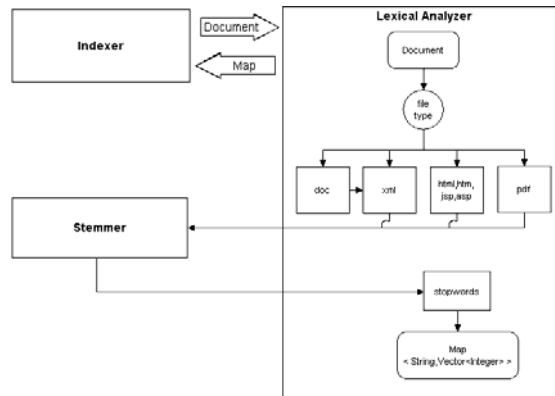 Lexical Analyzer
Indexer
Document
Map
Document
file
type
doc
xml
html,htm,
jsp,asp
pdf
Stemmer
stopwords
Map
< String,Vector<Integer> >